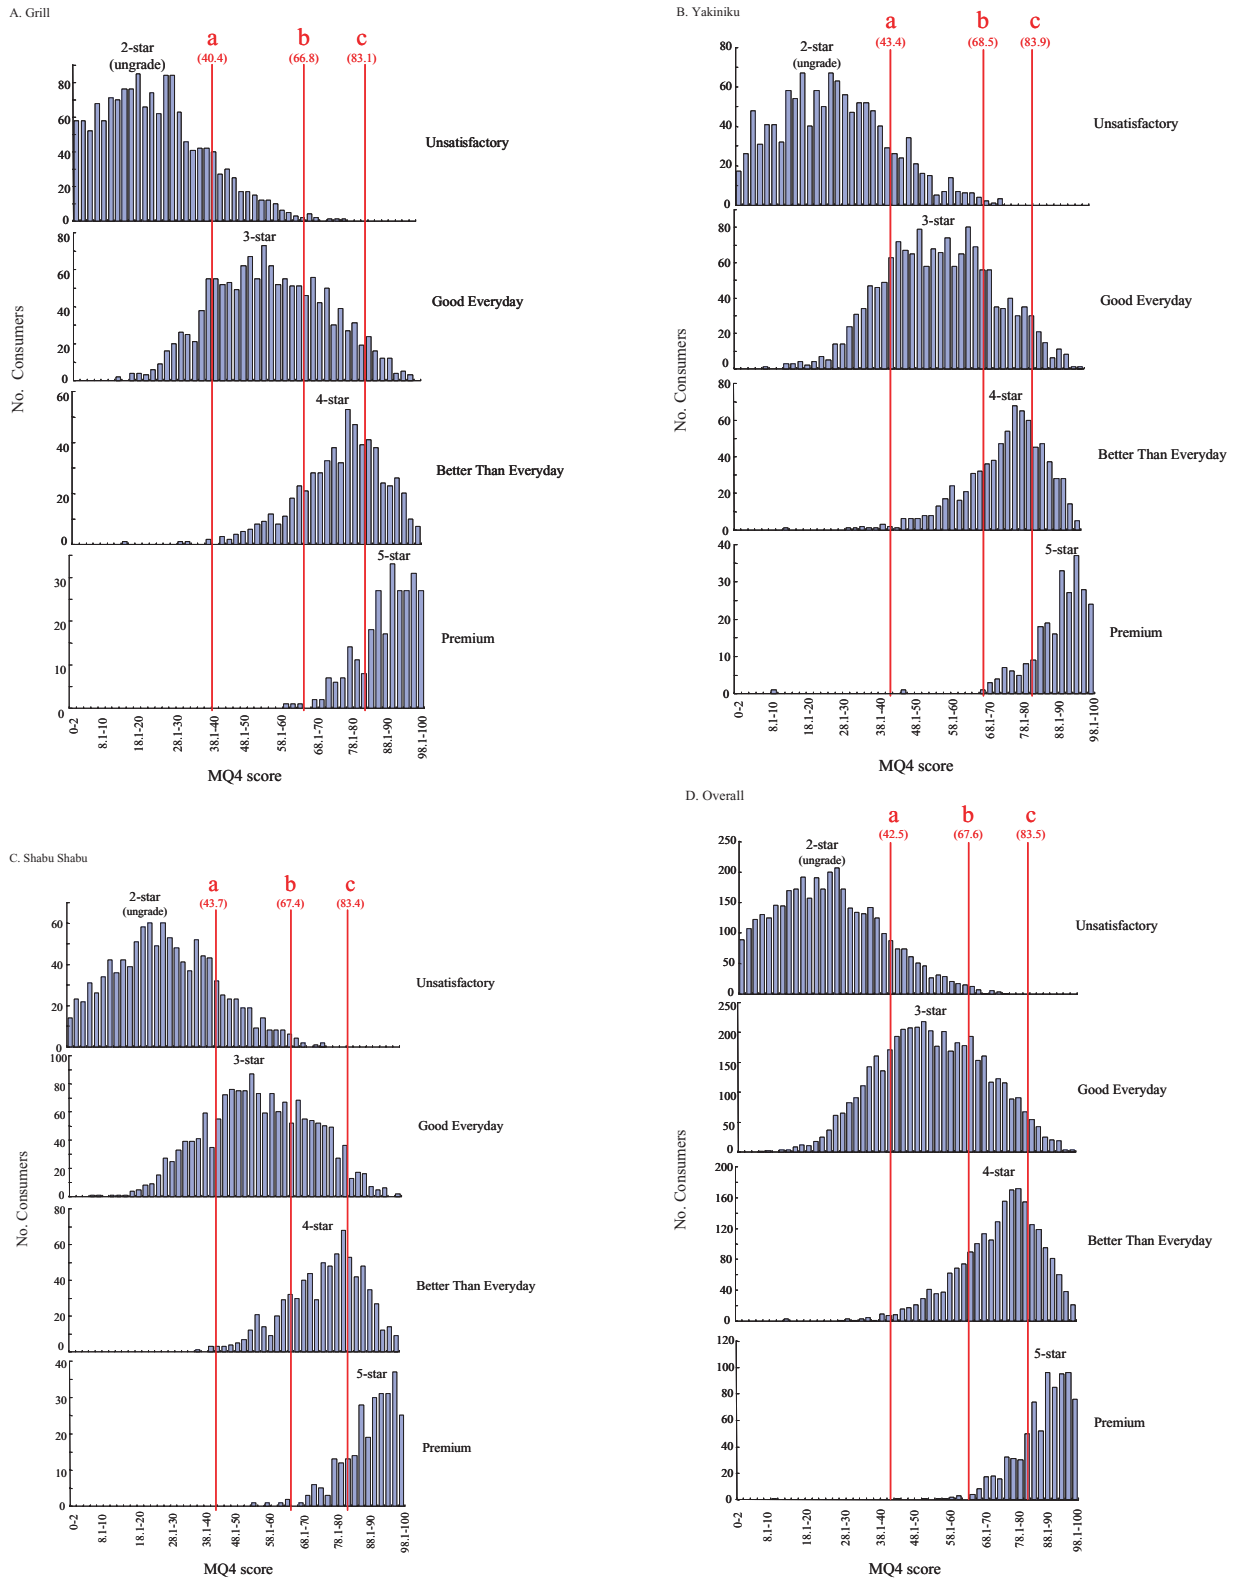 A. Grill
a
b
c
(40.4)
(66.8)
(83.1)
2-star
(ungrade)
80
60
40
20
0
Unsatisfactory
80
60
40
20
0
3-star
Good Everyday
60
40
20
0
4-star
Better Than Everyday
30
20
10
0
5-star
Premium
No. Consumers
0-2
8.1-10
18.1-20
28.1-30
38.1-40
48.1-50
58.1-60
68.1-70
78.1-80
88.1-90
98.1-100
MQ4 score
B. Yakiniku
a
b
c
(43.4)
(68.5)
(83.9)
2-star
(ungrade)
80
60
40
20
0
Unsatisfactory
80
60
40
20
0
3-star
Good Everyday
80
60
40
20
0
4-star
Better Than Everyday
40
30
20
10
0
5-star
Premium
No. Consumers
0-2
8.1-10
18.1-20
28.1-30
38.1-40
48.1-50
58.1-60
68.1-70
78.1-80
88.1-90
98.1-100
MQ4 score
C. Shabu Shabu
a
b
c
(43.7)
(67.4)
(83.4)
2-star
(ungrade)
60
40
20
0
Unsatisfactory
100
80
60
40
20
0
3-star
Good Everyday
80
60
40
20
0
4-star
Better Than Everyday
40
30
20
10
0
5-star
Premium
No. Consumers
0-2
8.1-10
18.1-20
28.1-30
38.1-40
48.1-50
58.1-60
68.1-70
78.1-80
88.1-90
98.1-100
MQ4 score
D. Overall
a
b
c
(42.5)
(67.6)
(83.5)
2-star
(ungrade)
250
200
150
100
50
0
Unsatisfactory
250
200
150
100
50
0
3-star
Good Everyday
200
160
120
80
40
0
4-star
Better Than Everyday
120
100
80
60
40
20
0
5-star
Premium
No. Consumers
0-2
8.1-10
18.1-20
28.1-30
38.1-40
48.1-50
58.1-60
68.1-70
78.1-80
88.1-90
98.1-100
MQ4 score